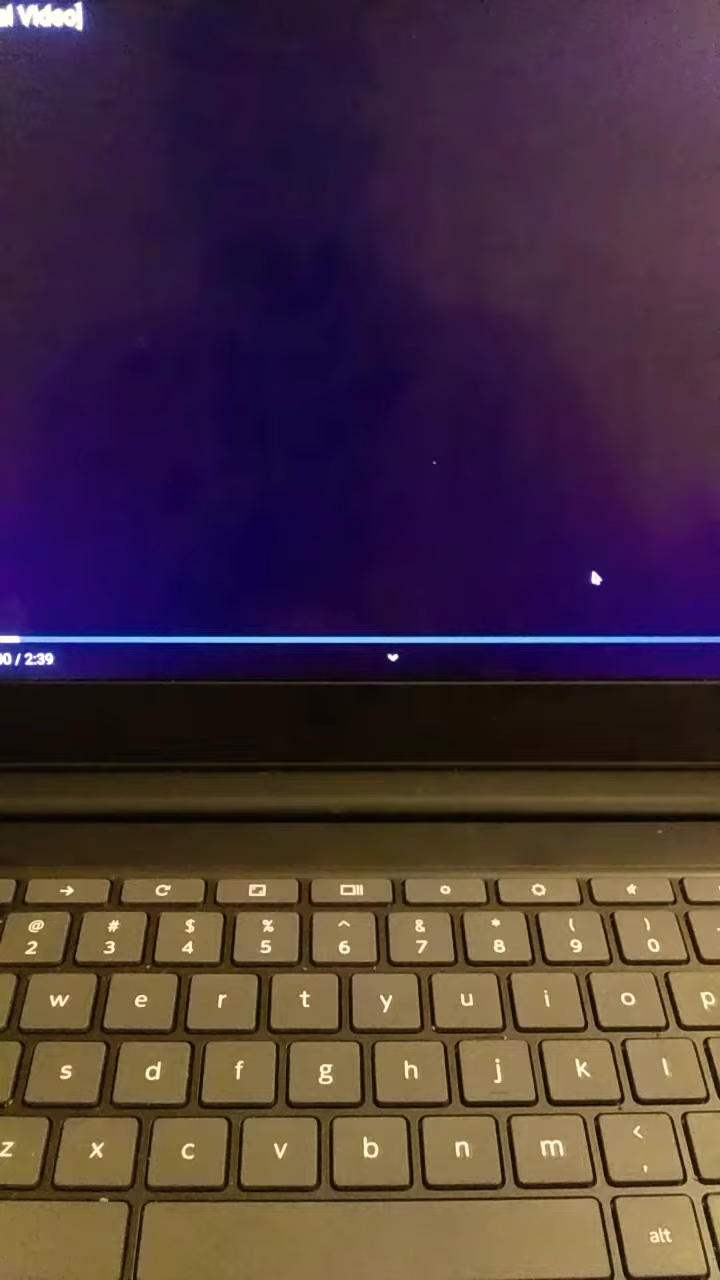 al Video]
00 / 2:39
@ # $ % ^ & * ( )
2 3 4 5 6 7 8 9 0
w e r t y u i o p
s d f g h j k l
z x c v b n m < ,
alt